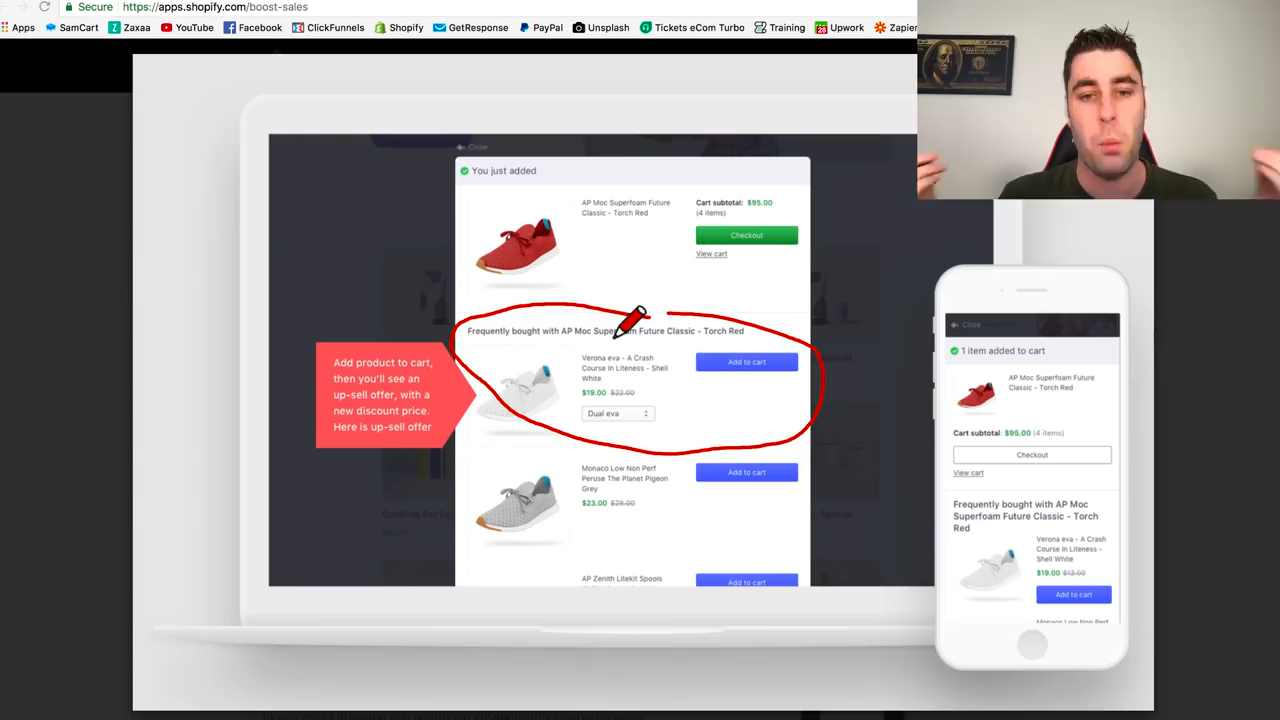 Secure https://apps.shopify.com/boost-sales
Apps SamCart Zaxaa YouTube Facebook ClickFunnels Shopify GetResponse PayPal Unsplash Tickets eCom Turbo Training 28 Upwork Zapier
Close
You just added
AP Moc Superfoam Future
Classic - Torch Red
Cart subtotal: $95.00
(4 items)
Checkout
View cart
Frequently bought with AP Moc Superfoam Future Classic - Torch Red
Verona eva - A Crash
Course In Liteness - Shell
White
$19.00 $22.00
Dual eva
Add to cart
Monaco Low Non Perf
Peruse The Planet Pigeon
Grey
$23.00 $28.00
Add to cart
AP Zenith Litekit Spools
Add to cart
Add product to cart,
then you'll see an
up-sell offer, with a
new discount price.
Here is up-sell offer
Close
1 item added to cart
AP Moc Superfoam Future
Classic - Torch Red
Cart subtotal: $95.00 (4 items)
Checkout
View cart
Frequently bought with AP Moc
Superfoam Future Classic - Torch
Red
Verona eva - A Crash
Course In Liteness -
Shell White
$19.00 $13.00
Add to cart
Monaco Low Non Perf